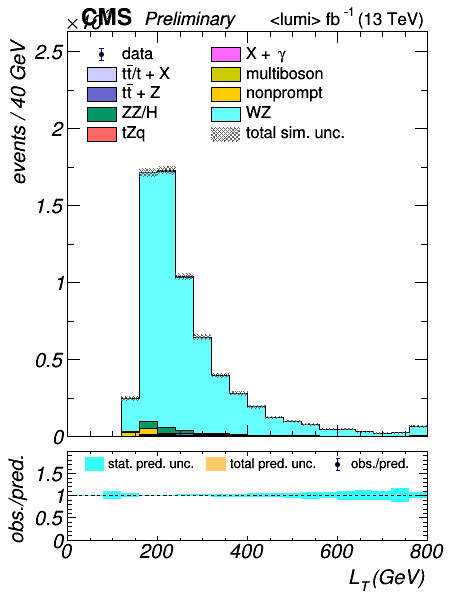 CMS Preliminary <lumi> fb⁻¹ (13 TeV)
events / 40 GeV
data
X + γ
tt̄/t + X
multiboson
tt̄ + Z
nonprompt
ZZ/H
WZ
tZq
total sim. unc.
2.5
2
1.5
1
0.5
0
obs./pred.
stat. pred. unc.
total pred. unc.
obs./pred.
1.5
1
0.5
0
0 200 400 600 800
L_T(GeV)